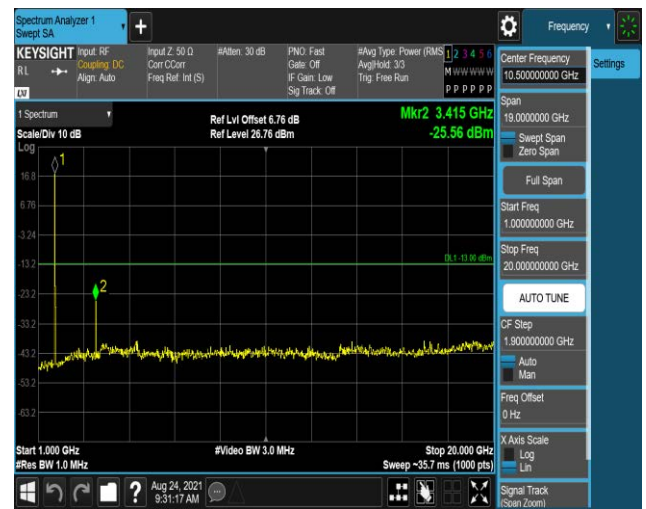 Spectrum Analyzer 1
Swept SA
+
Frequency
KEYSIGHT
RL
LXI
Input: RF
Coupling: DC
Align: Auto
Input Z: 50 Ω
Corr CCorr
Freq Ref: Int (S)
#Atten: 30 dB
PNO: Fast
Gate: Off
IF Gain: Low
Sig Track: Off
#Avg Type: Power (RMS
Avg|Hold: 3/3
Trig: Free Run
1 2 3 4 5 6
M W W W W W
P P P P P P
1 Spectrum
Scale/Div 10 dB
Log
Ref Lvl Offset 6.76 dB
Ref Level 26.76 dBm
Mkr2 3.415 GHz
-25.56 dBm
1
16.8
6.76
-3.24
-13.2
DL1 -13.00 dBm
2
-23.2
-33.2
-43.2
-53.2
-63.2
Start 1.000 GHz
#Res BW 1.0 MHz
#Video BW 3.0 MHz
Stop 20.000 GHz
Sweep ~35.7 ms (1000 pts)
?
Aug 24, 2021
9:31:17 AM
Center Frequency
10.500000000 GHz
Settings
Span
19.0000000 GHz
Swept Span
Zero Span
Full Span
Start Freq
1.000000000 GHz
Stop Freq
20.000000000 GHz
AUTO TUNE
CF Step
1.900000000 GHz
Auto
Man
Freq Offset
0 Hz
X Axis Scale
Log
Lin
Signal Track
(Span Zoom)